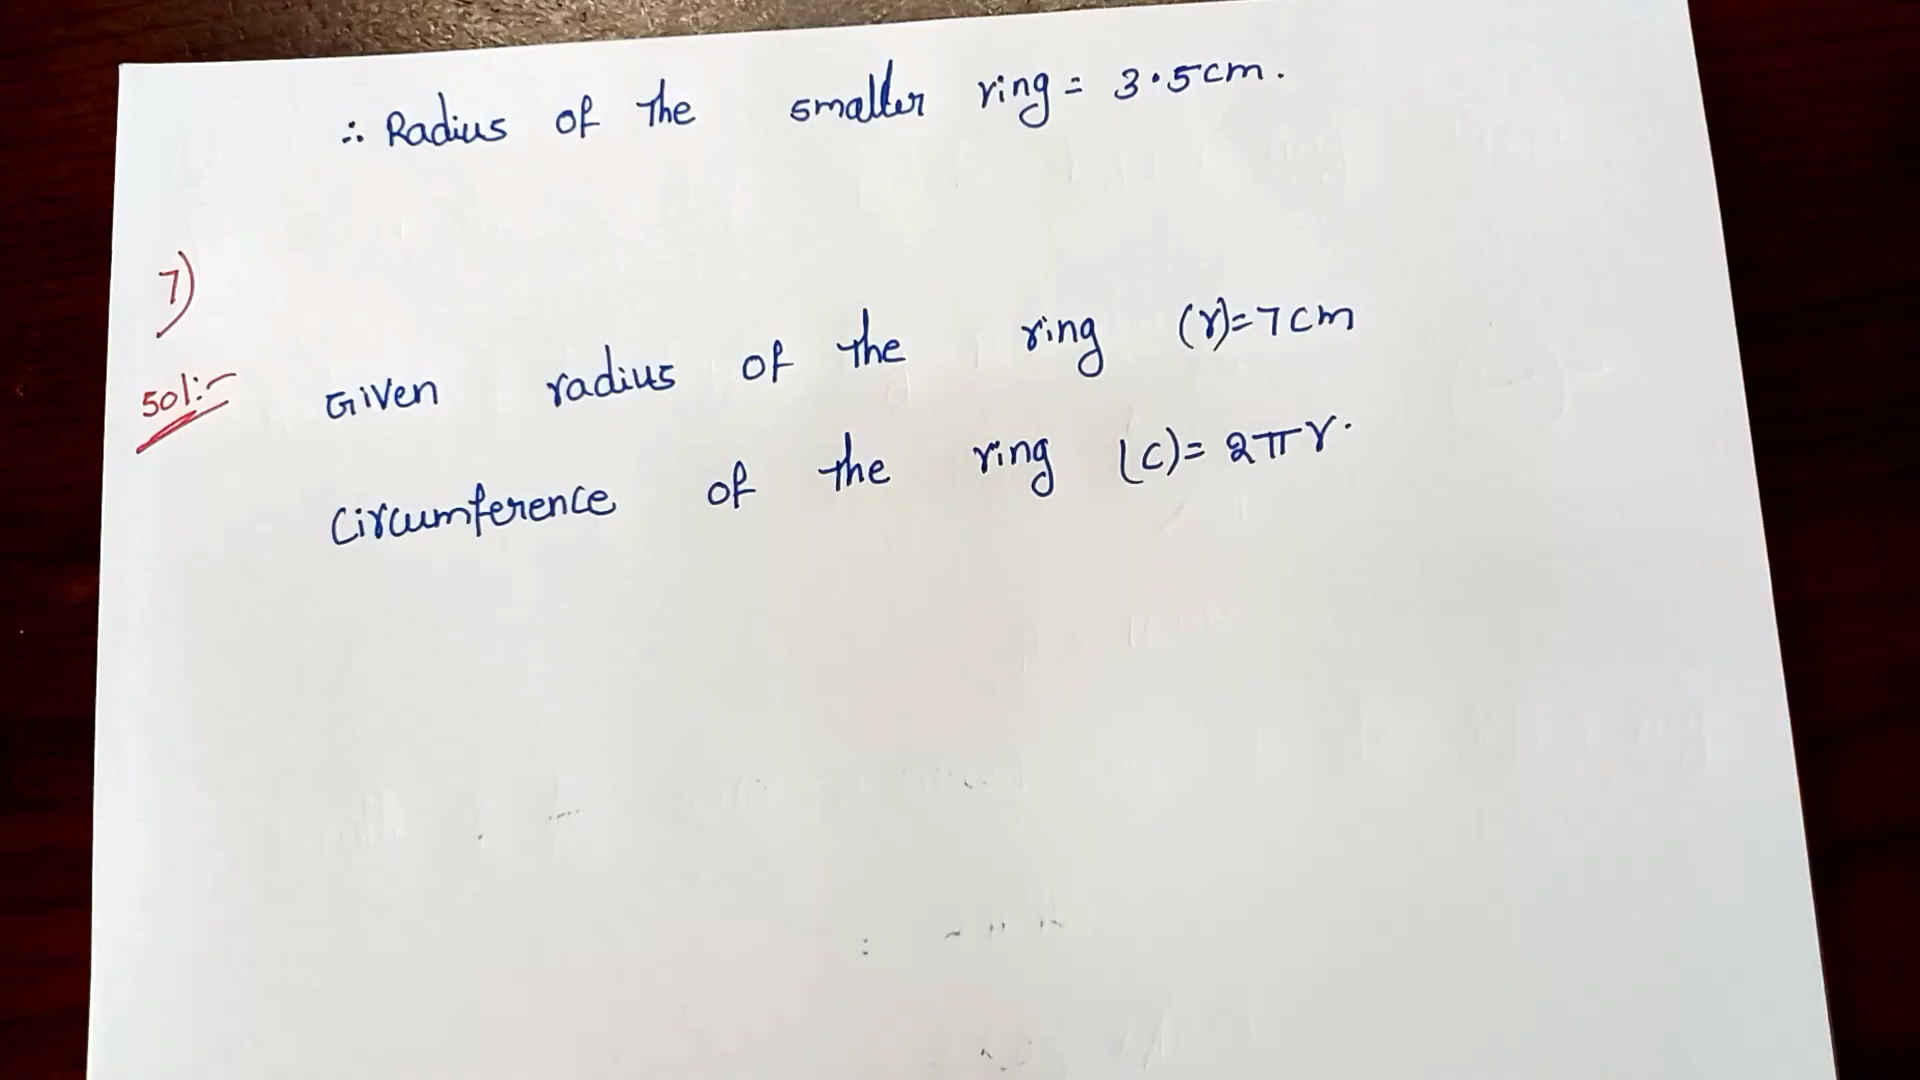 ∴ Radius of the smaller ring = 3.5cm.
7)
Sol:- Given radius of the ring (r)=7cm
Circumference of the ring (c)= 2πr.